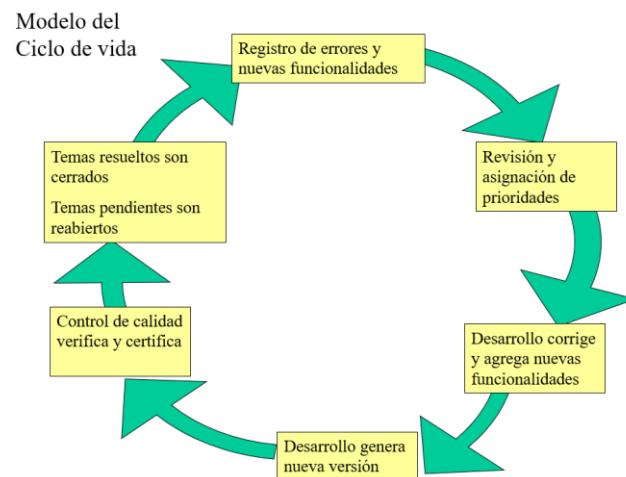 Modelo del
Ciclo de vida
Registro de errores y
nuevas funcionalidades
Revisión y
asignación de
prioridades
Desarrollo corrige
y agrega nuevas
funcionalidades
Desarrollo genera
nueva versión
Control de calidad
verifica y certifica
Temas resueltos son
cerrados
Temas pendientes son
reabiertos